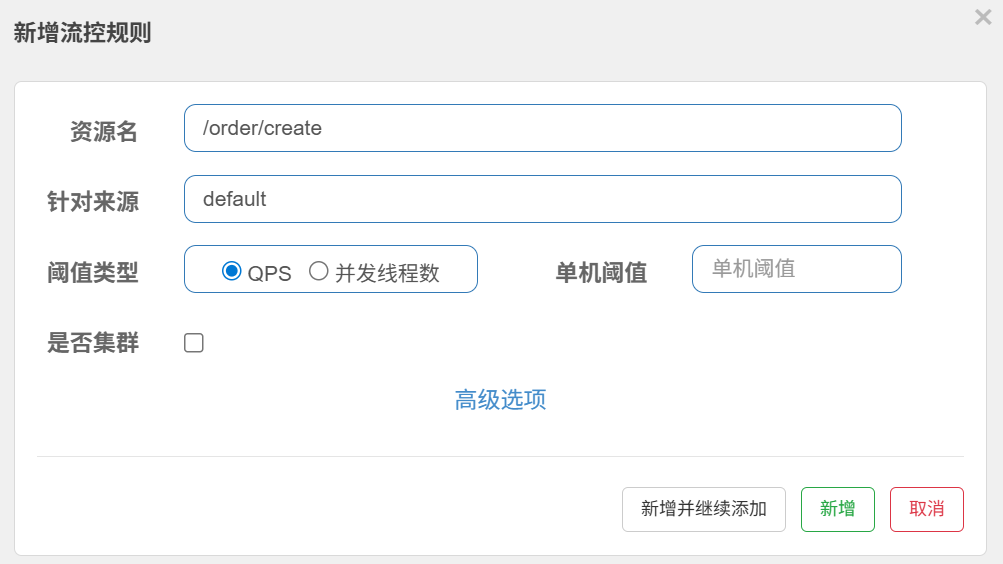 新增流控规则
×
资源名 /order/create
针对来源 default
阈值类型 QPS 并发线程数 单机阈值 单机阈值
是否集群
高级选项
新增并继续添加 新增 取消